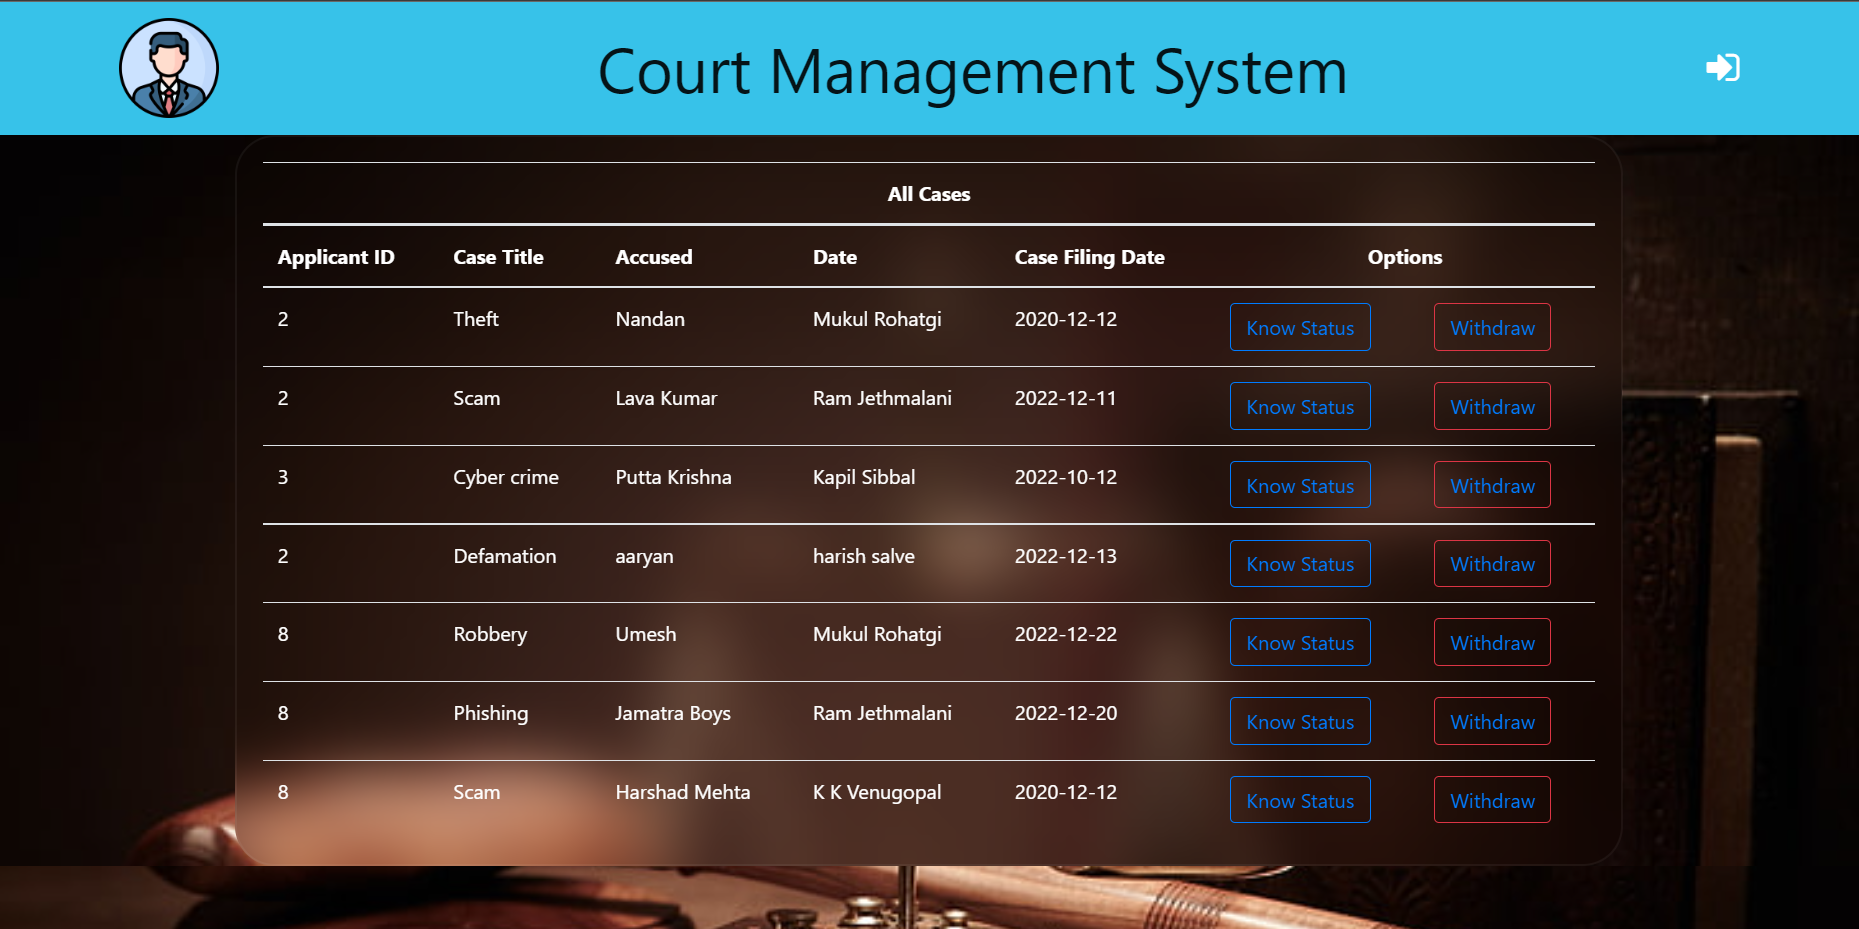 Court Management System
All Cases
Applicant ID Case Title Accused Date Case Filing Date Options
2 Theft Nandan Mukul Rohatgi 2020-12-12 Know Status Withdraw
2 Scam Lava Kumar Ram Jethmalani 2022-12-11 Know Status Withdraw
3 Cyber crime Putta Krishna Kapil Sibbal 2022-10-12 Know Status Withdraw
2 Defamation aaryan harish salve 2022-12-13 Know Status Withdraw
8 Robbery Umesh Mukul Rohatgi 2022-12-22 Know Status Withdraw
8 Phishing Jamatra Boys Ram Jethmalani 2022-12-20 Know Status Withdraw
8 Scam Harshad Mehta K K Venugopal 2020-12-12 Know Status Withdraw